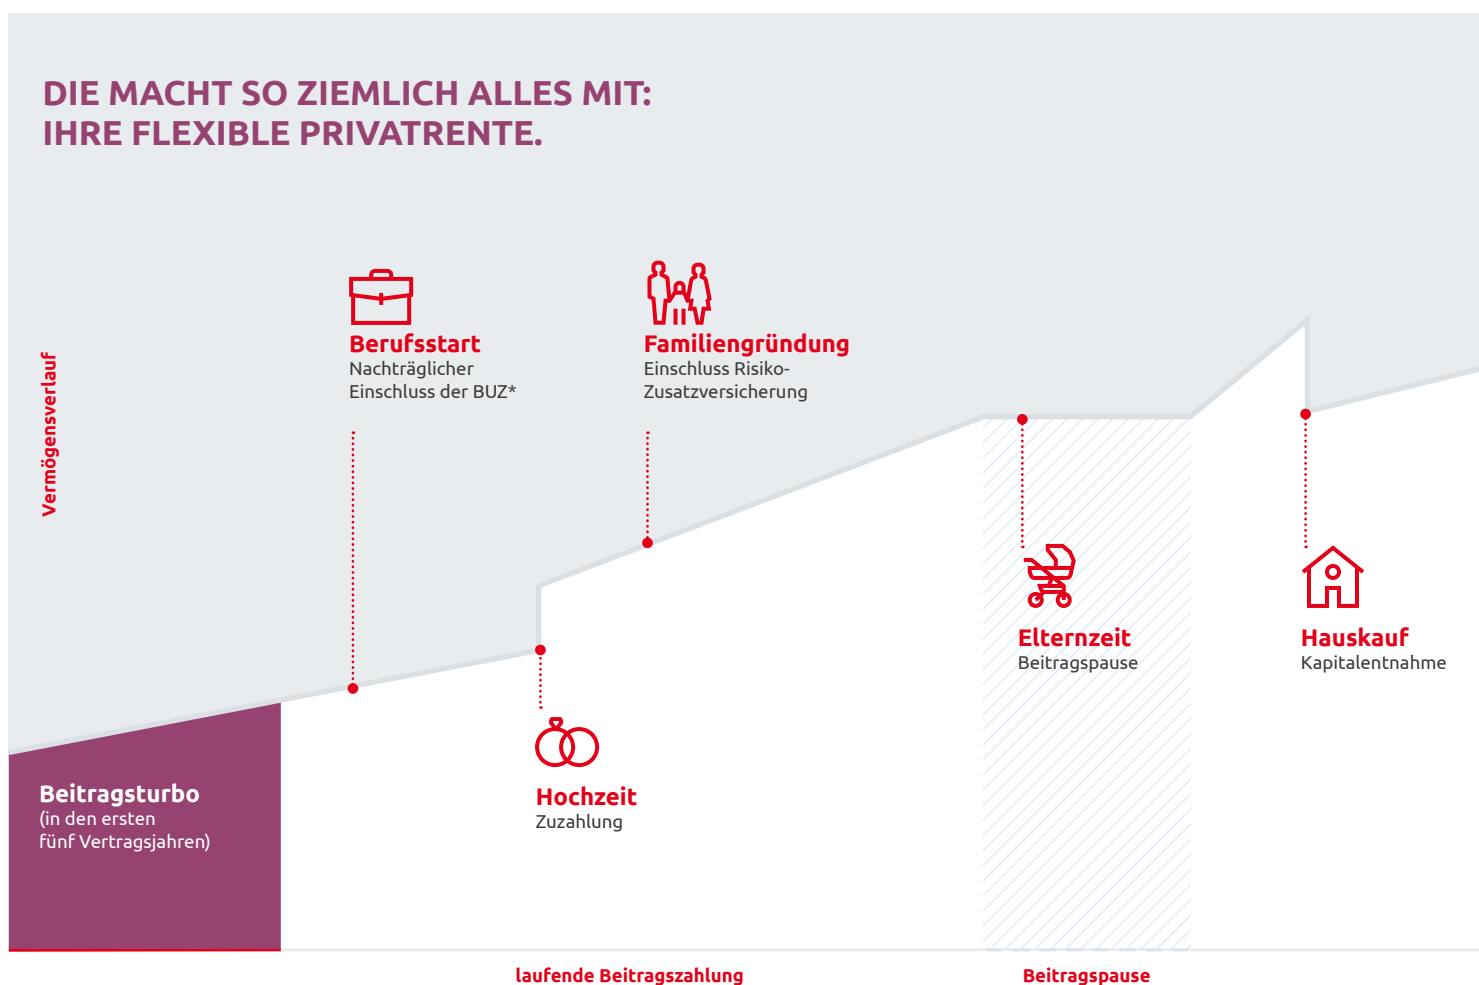 DIE MACHT SO ZIEMLICH ALLES MIT:
IHRE FLEXIBLE PRIVATRENTE.
Vermögensverlauf
Berufsstart
Nachträglicher
Einschluss der BUZ*
Familiengründung
Einschluss Risiko-
Zusatzversicherung
Elternzeit
Beitragspause
Hauskauf
Kapitalentnahme
Beitragsturbo
(in den ersten
fünf Vertragsjahren)
Hochzeit
Zuzahlung
laufende Beitragszahlung
Beitragspause